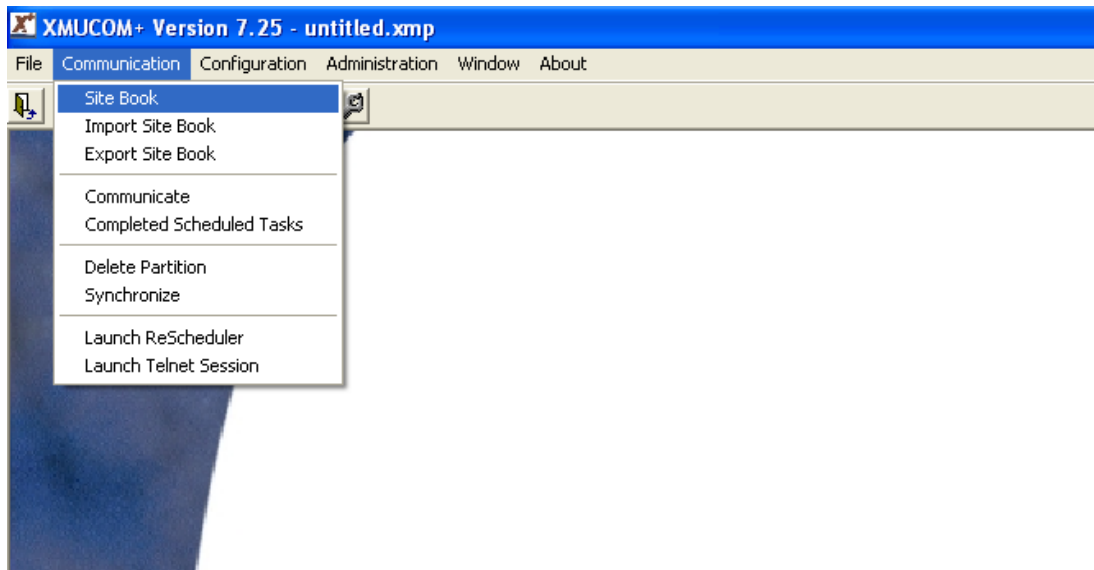 XMUCOM+ Version 7.25 - untitled.xmp
File Communication Configuration Administration Window About
Site Book
Import Site Book
Export Site Book
Communicate
Completed Scheduled Tasks
Delete Partition
Synchronize
Launch ReScheduler
Launch Telnet Session